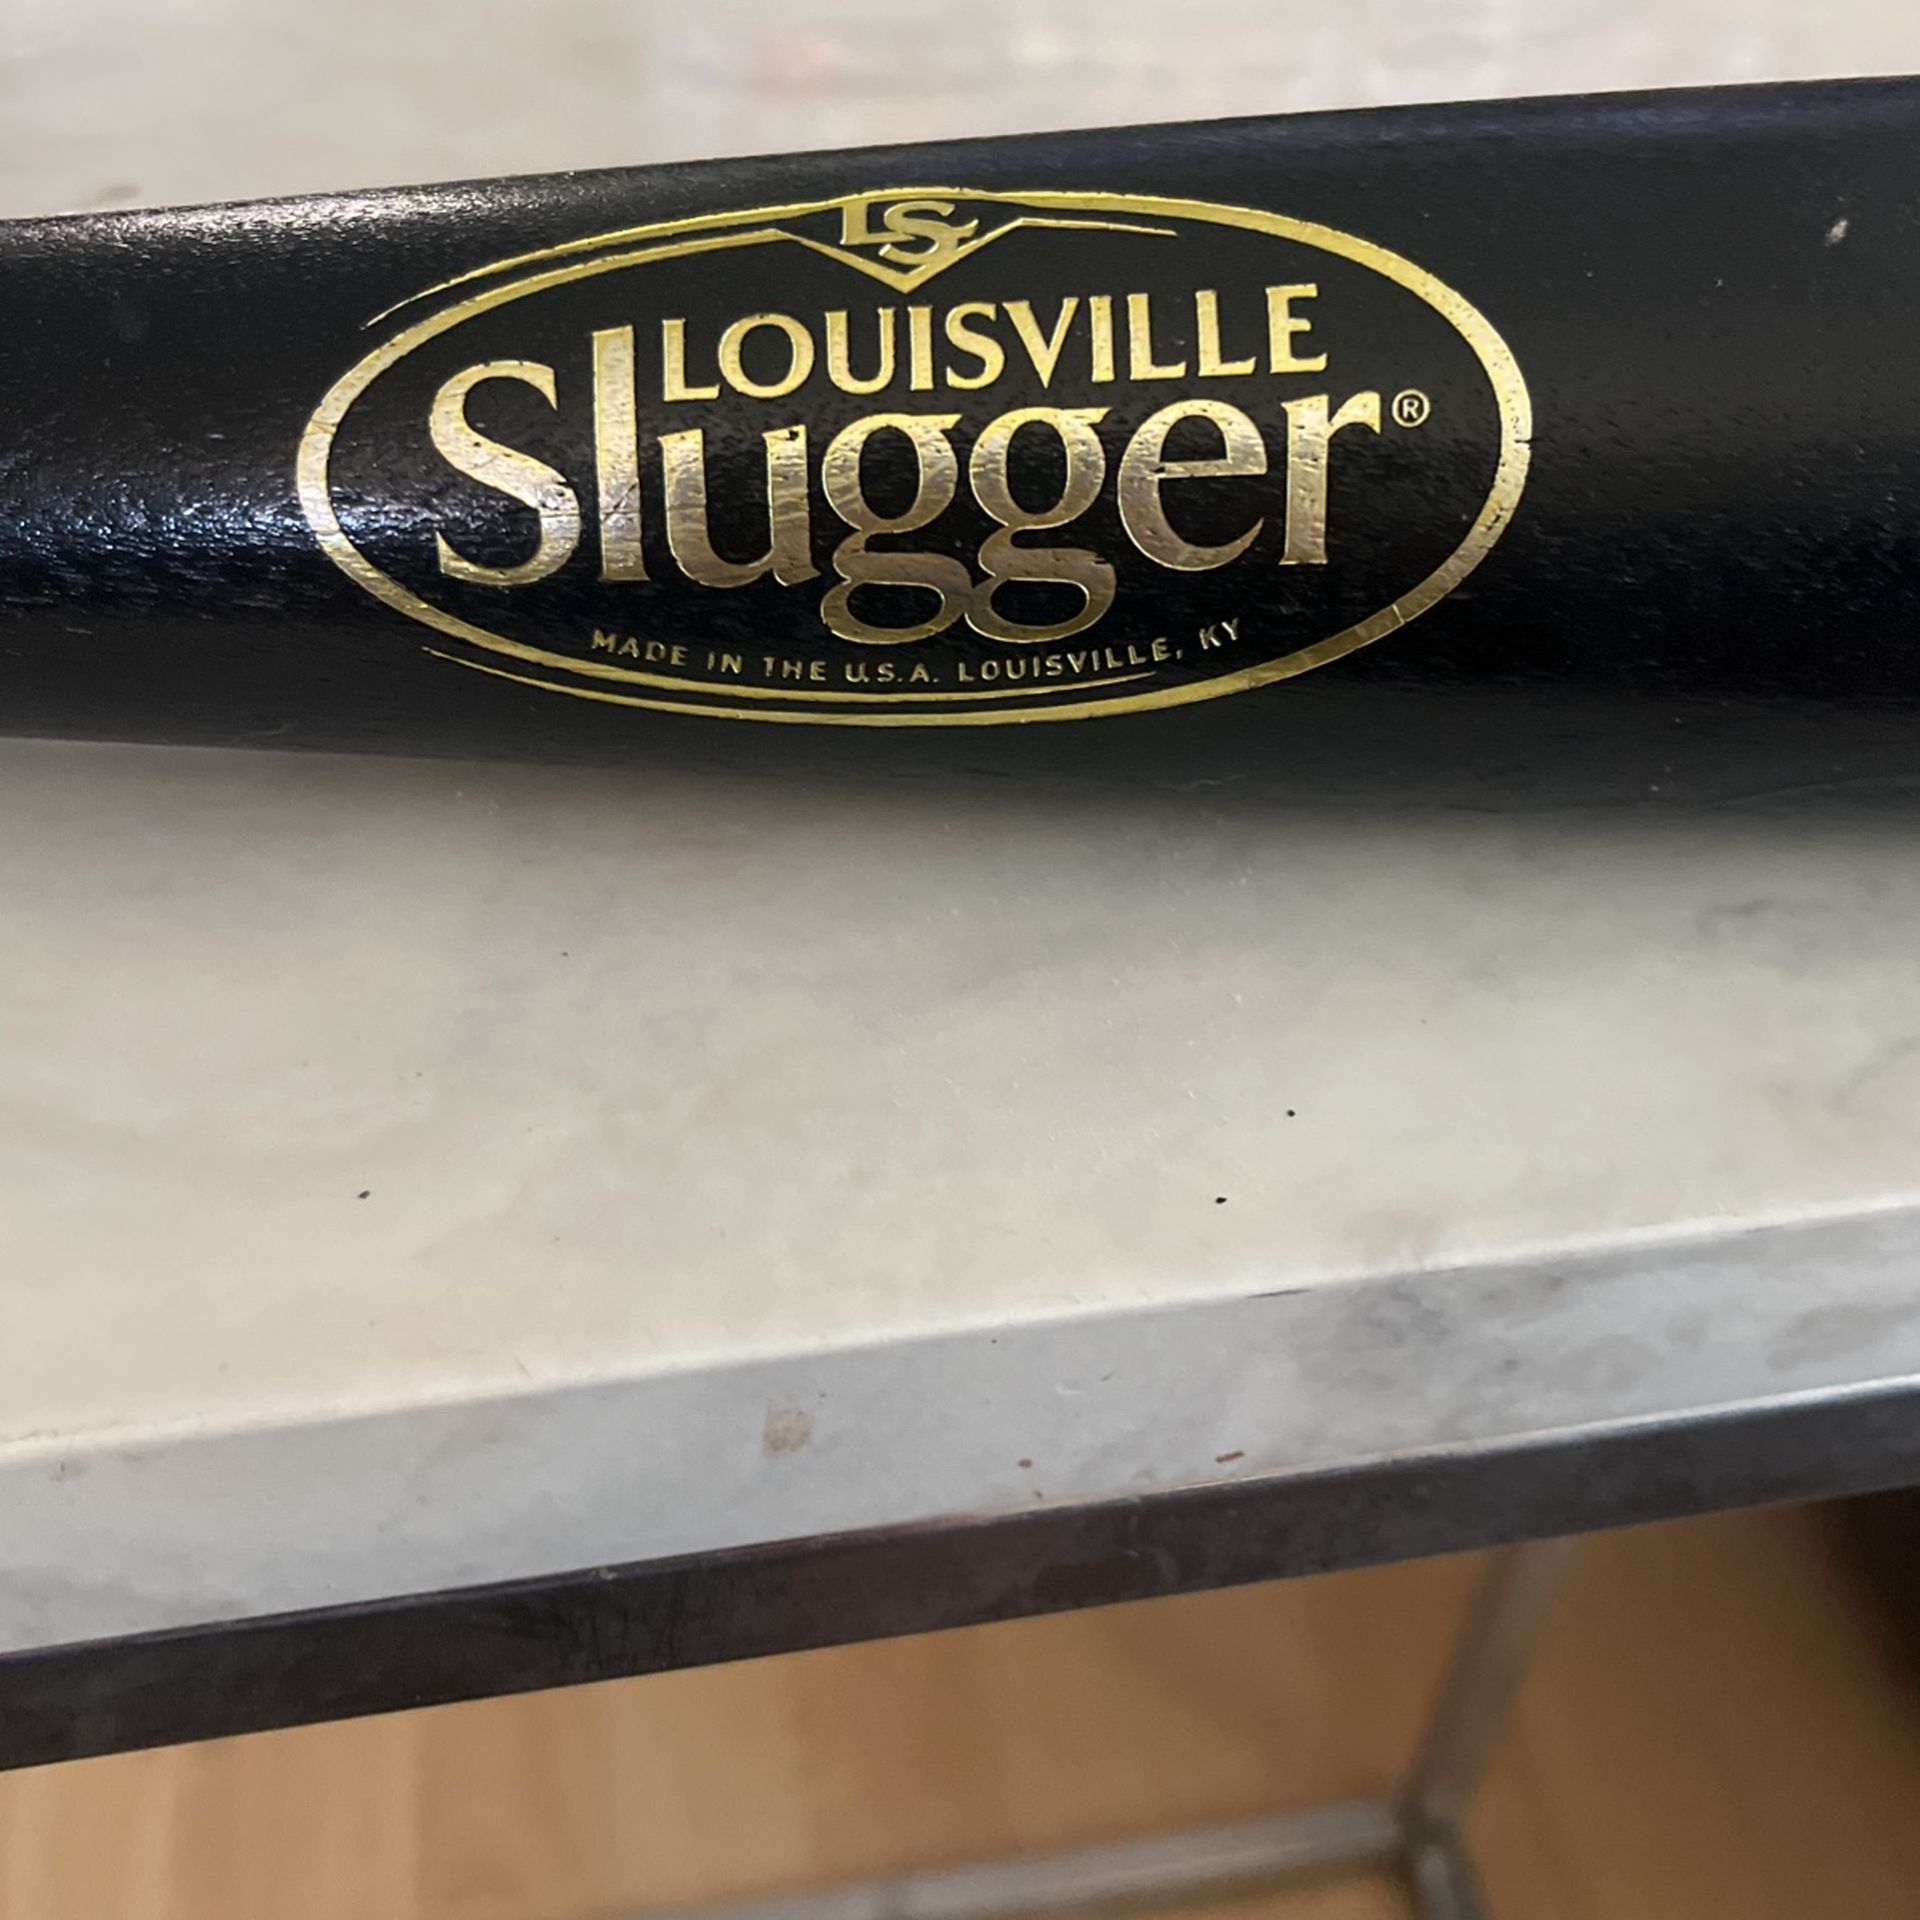 LS
LOUISVILLE
Slugger®
MADE IN THE U.S.A. LOUISVILLE, KY